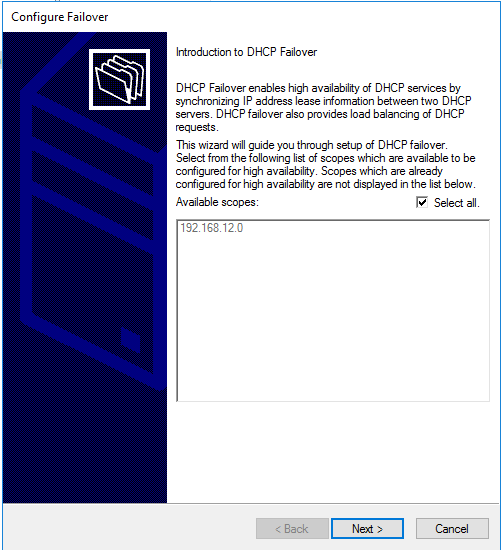 Configure Failover
Introduction to DHCP Failover
DHCP Failover enables high availability of DHCP services by
synchronizing IP address lease information between two DHCP
servers. DHCP failover also provides load balancing of DHCP
requests.
This wizard will guide you through setup of DHCP failover.
Select from the following list of scopes which are available to be
configured for high availability. Scopes which are already
configured for high availability are not displayed in the list below.
Available scopes:
Select all.
192.168.12.0
< Back
Next >
Cancel